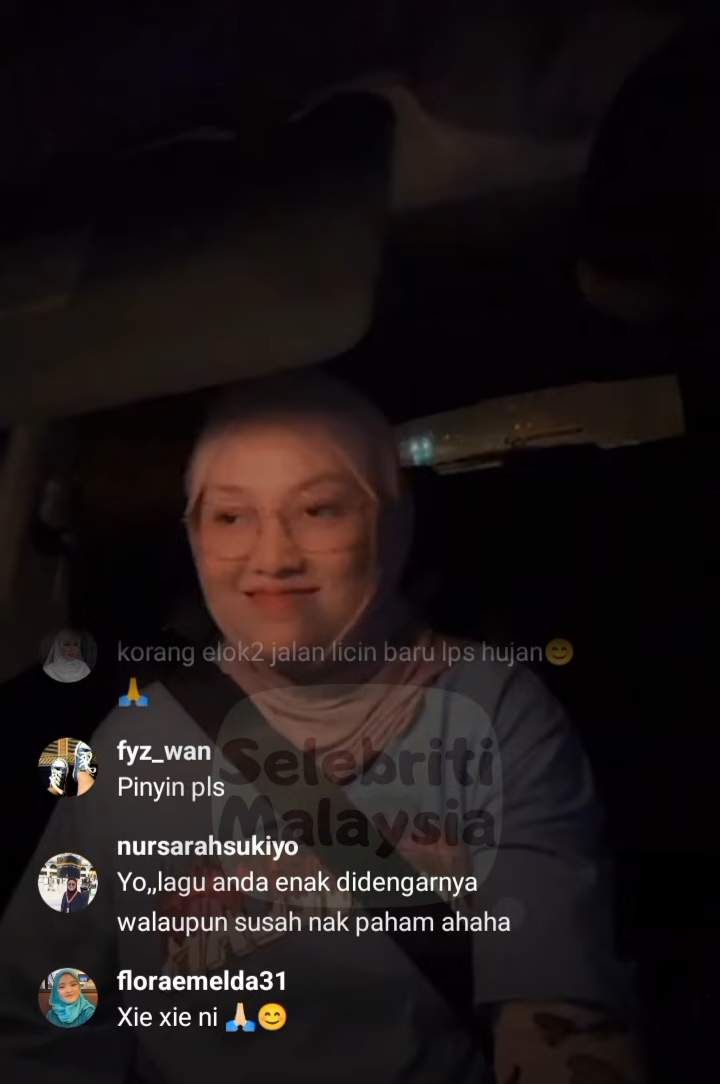 korang elok2 jalan licin baru lps hujan😊
🙏
fyz_wan
Pinyin pls
Selebriti
Malaysia
nursarahsukiyo
Yo,,lagu anda enak didengarnya
walaupun susah nak paham ahaha
floraemelda31
Xie xie ni 🙏🏻😊